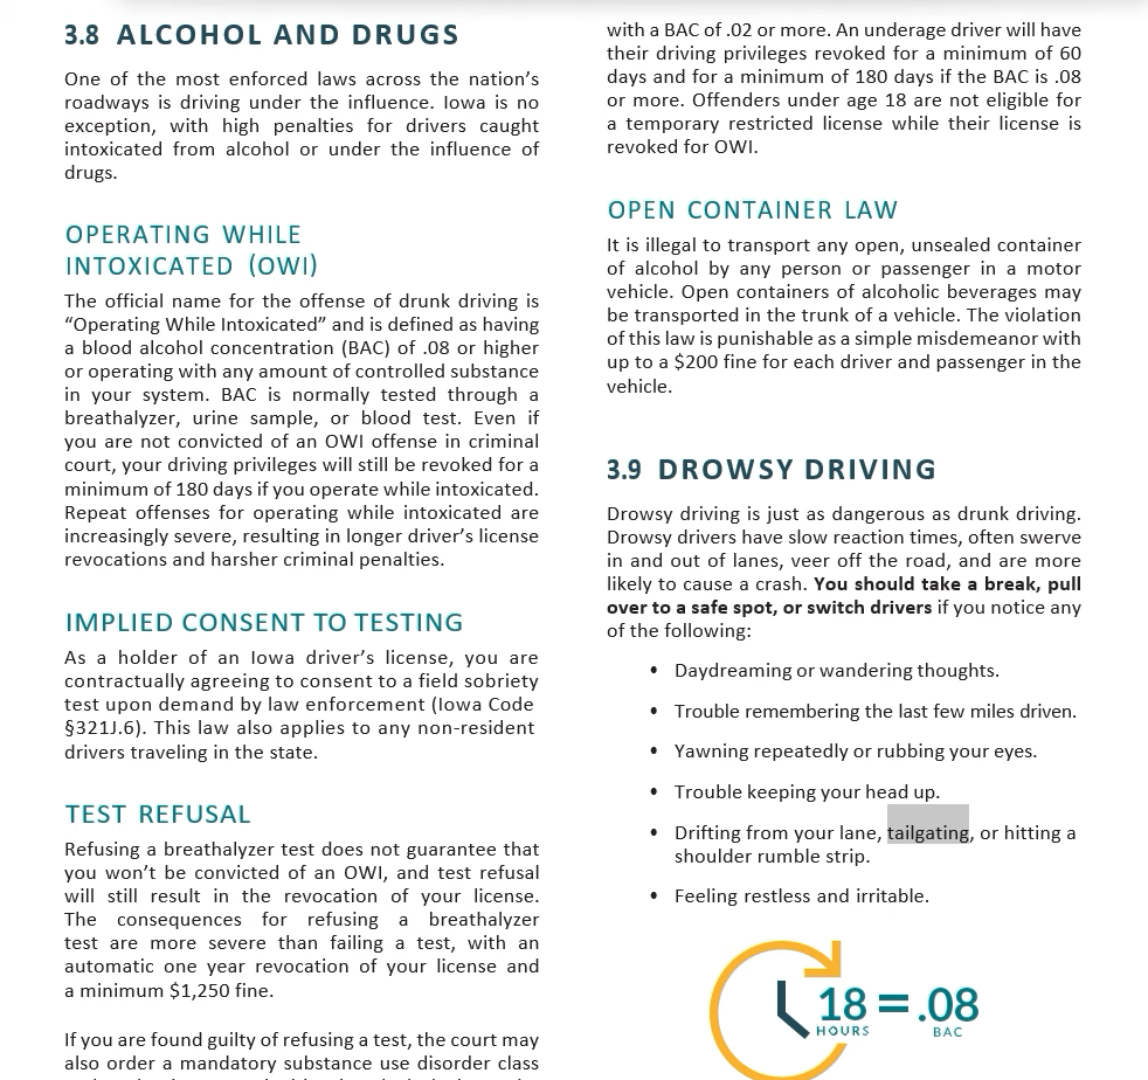 3.8 ALCOHOL AND DRUGS
One of the most enforced laws across the nation's
roadways is driving under the influence. Iowa is no
exception, with high penalties for drivers caught
intoxicated from alcohol or under the influence of
drugs.
OPERATING WHILE
INTOXICATED (OWI)
The official name for the offense of drunk driving is
“Operating While Intoxicated” and is defined as having
a blood alcohol concentration (BAC) of .08 or higher
or operating with any amount of controlled substance
in your system. BAC is normally tested through a
breathalyzer, urine sample, or blood test. Even if
you are not convicted of an OWI offense in criminal
court, your driving privileges will still be revoked for a
minimum of 180 days if you operate while intoxicated.
Repeat offenses for operating while intoxicated are
increasingly severe, resulting in longer driver's license
revocations and harsher criminal penalties.
IMPLIED CONSENT TO TESTING
As a holder of an Iowa driver's license, you are
contractually agreeing to consent to a field sobriety
test upon demand by law enforcement (Iowa Code
§321J.6). This law also applies to any non-resident
drivers traveling in the state.
TEST REFUSAL
Refusing a breathalyzer test does not guarantee that
you won't be convicted of an OWI, and test refusal
will still result in the revocation of your license.
The consequences for refusing a breathalyzer
test are more severe than failing a test, with an
automatic one year revocation of your license and
a minimum $1,250 fine.
If you are found guilty of refusing a test, the court may
also order a mandatory substance use disorder class
with a BAC of .02 or more. An underage driver will have
their driving privileges revoked for a minimum of 60
days and for a minimum of 180 days if the BAC is .08
or more. Offenders under age 18 are not eligible for
a temporary restricted license while their license is
revoked for OWI.
OPEN CONTAINER LAW
It is illegal to transport any open, unsealed container
of alcohol by any person or passenger in a motor
vehicle. Open containers of alcoholic beverages may
be transported in the trunk of a vehicle. The violation
of this law is punishable as a simple misdemeanor with
up to a $200 fine for each driver and passenger in the
vehicle.
3.9 DROWSY DRIVING
Drowsy driving is just as dangerous as drunk driving.
Drowsy drivers have slow reaction times, often swerve
in and out of lanes, veer off the road, and are more
likely to cause a crash. You should take a break, pull
over to a safe spot, or switch drivers if you notice any
of the following:
• Daydreaming or wandering thoughts.
• Trouble remembering the last few miles driven.
• Yawning repeatedly or rubbing your eyes.
• Trouble keeping your head up.
• Drifting from your lane, tailgating, or hitting a
shoulder rumble strip.
• Feeling restless and irritable.
18 = .08
HOURS BAC